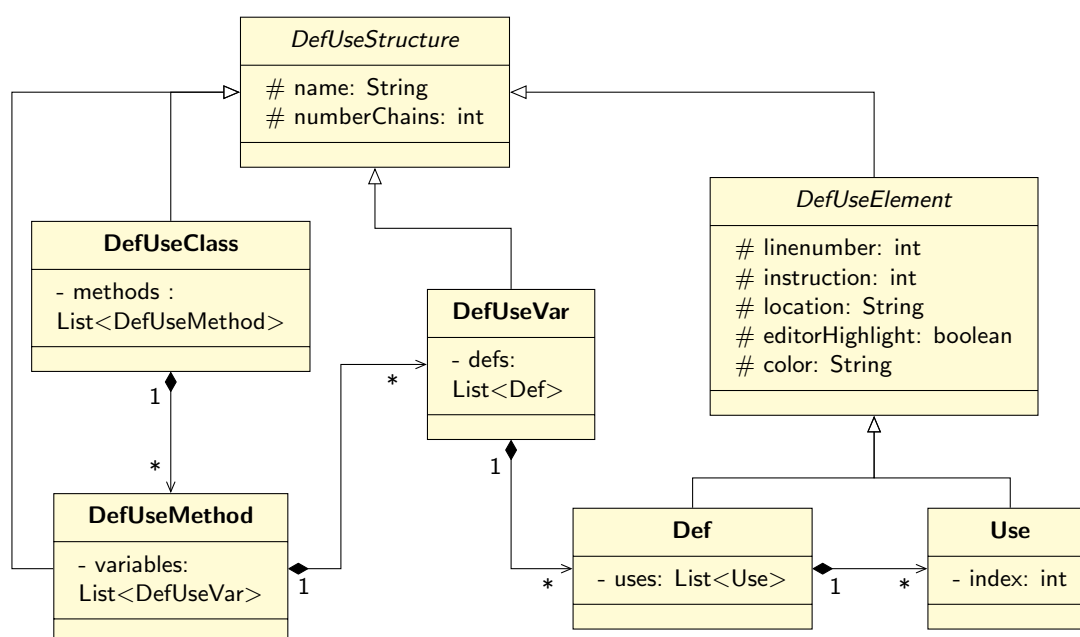 DefUseStructure
# name: String
# numberChains: int
DefUseElement
# linenumber: int
# instruction: int
# location: String
# editorHighlight: boolean
# color: String
DefUseClass
- methods :
List<DefUseMethod>
1
*
DefUseVar
- defs:
List<Def>
*
1
*
DefUseMethod
- variables:
List<DefUseVar>
1
Def
- uses: List<Use>
1
*
Use
- index: int